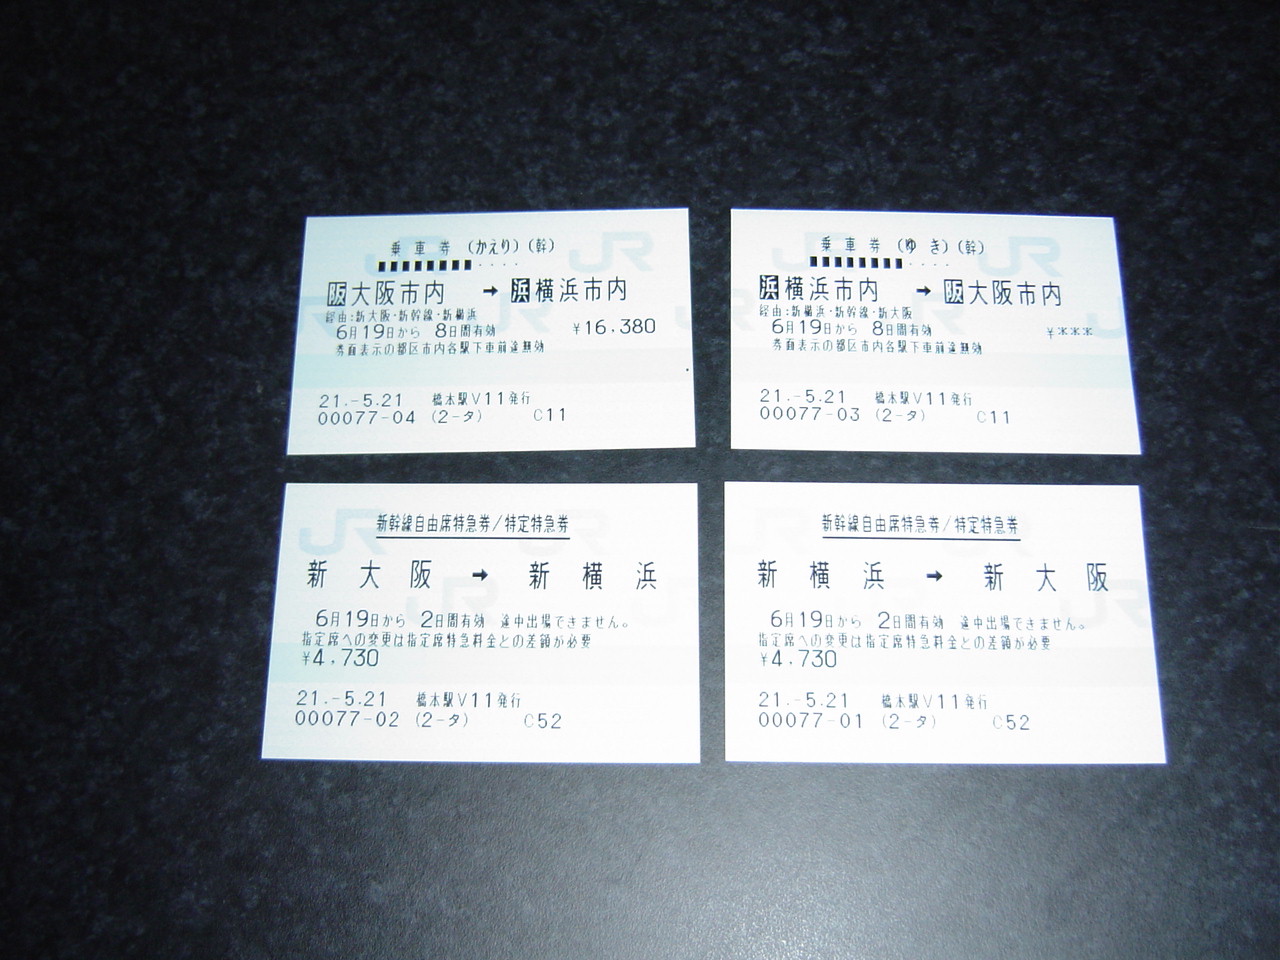 乗車券 (かえり)(幹)
阪大阪市内 → 浜横浜市内
経由:新大阪・新幹線・新横浜
6月19日から 8日間有効 ¥16,380
券面表示の都区市内各駅下車前途無効
21.-5.21 橋本駅V11発行
00077-04 (2-タ) C11
乗車券 (ゆき)(幹)
浜横浜市内 → 阪大阪市内
経由:新横浜・新幹線・新大阪
6月19日から 8日間有効 ¥***
券面表示の都区市内各駅下車前途無効
21.-5.21 橋本駅V11発行
00077-03 (2-タ) C11
新幹線自由席特急券/特定特急券
新大阪 → 新横浜
6月19日から 2日間有効 途中出場できません。
指定席への変更は指定席特急料金との差額が必要
¥4,730
21.-5.21 橋本駅V11発行
00077-02 (2-タ) C52
新幹線自由席特急券/特定特急券
新横浜 → 新大阪
6月19日から 2日間有効 途中出場できません。
指定席への変更は指定席特急料金との差額が必要
¥4,730
21.-5.21 橋本駅V11発行
00077-01 (2-タ) C52